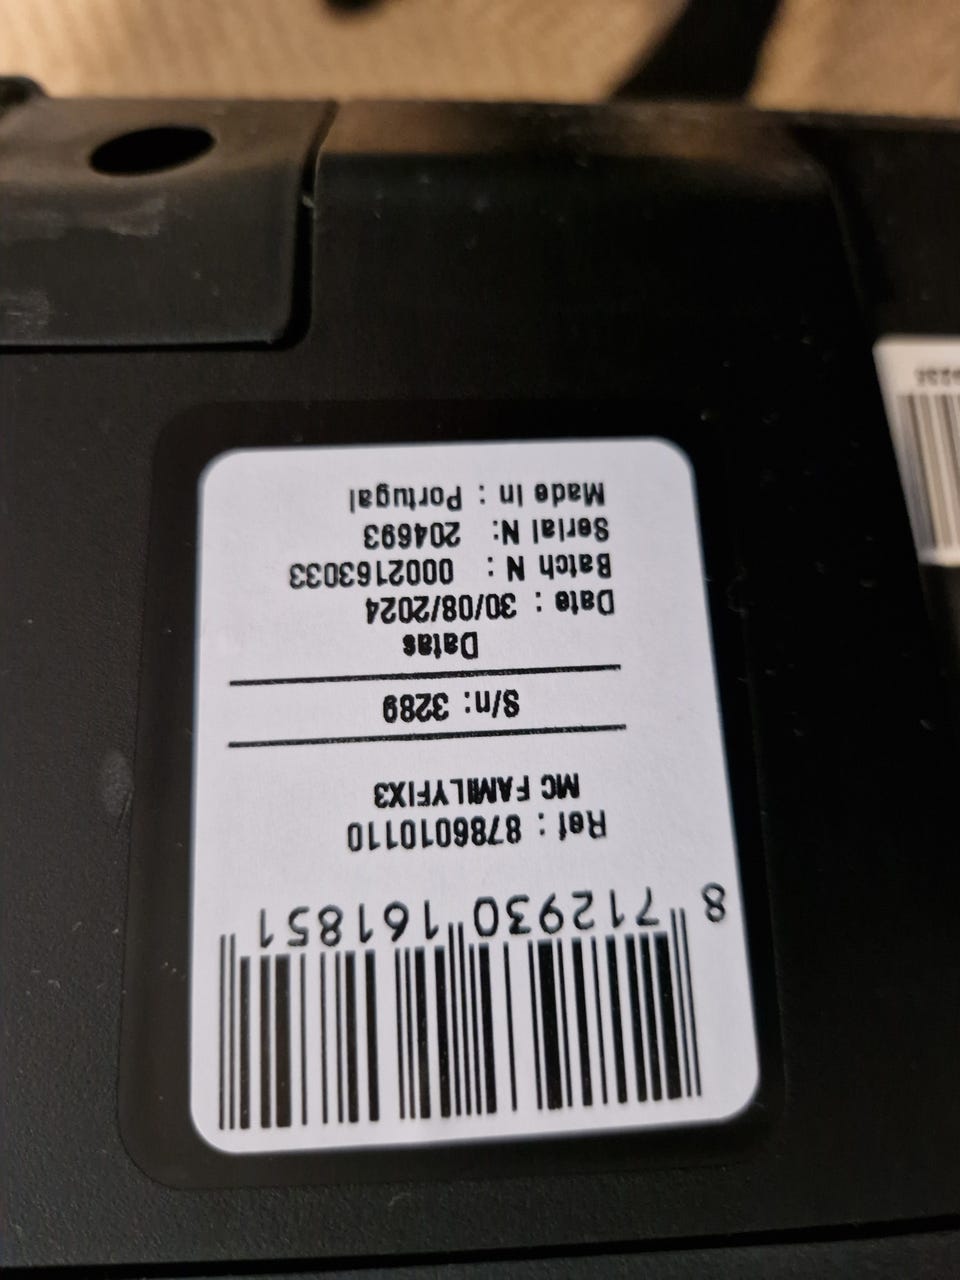 8 712930 161851
Ref : 8786010110
MC FAMILYFIX3
S/n: 3289
Datas
Date : 30/08/2024
Batch N : 0002163033
Serial N: 204693
Made In : Portugal